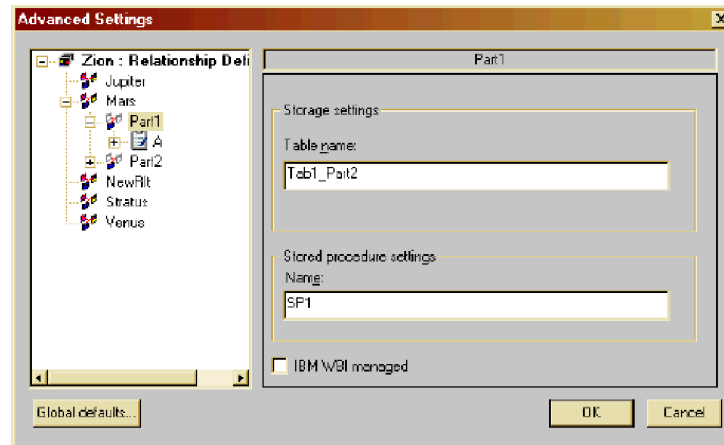 Advanced Settings
Zion : Relationship Defi
Jupiter
Mars
Part1
A
Part2
NewRlt
Stratus
Venus
Part1
Storage settings
Table name:
Tab1_Part2
Stored procedure settings
Name:
SP1
IBM WBI managed
Global defaults...
OK
Cancel